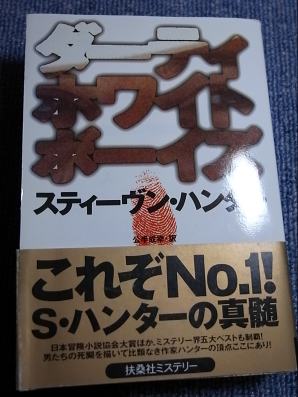 ダーティ
ホワイト
ボーイズ
スティーヴン・ハンター
公手成幸・訳
これぞNo.1!
S・ハンターの真髄
日本冒険小説協会大賞ほか、ミステリー界五大ベストも制覇!
男たちの死闘を描いて比類なき作家ハンターの頂点ここにあり!
扶桑社ミステリー